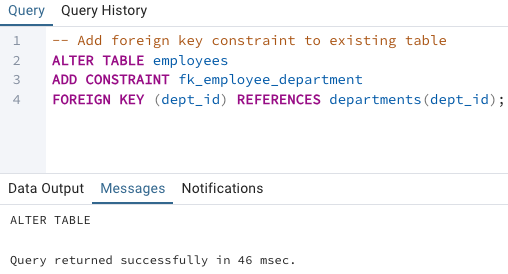 Query Query History
1 -- Add foreign key constraint to existing table
2 ALTER TABLE employees
3 ADD CONSTRAINT fk_employee_department
4 FOREIGN KEY (dept_id) REFERENCES departments(dept_id);
Data Output Messages Notifications
ALTER TABLE
Query returned successfully in 46 msec.